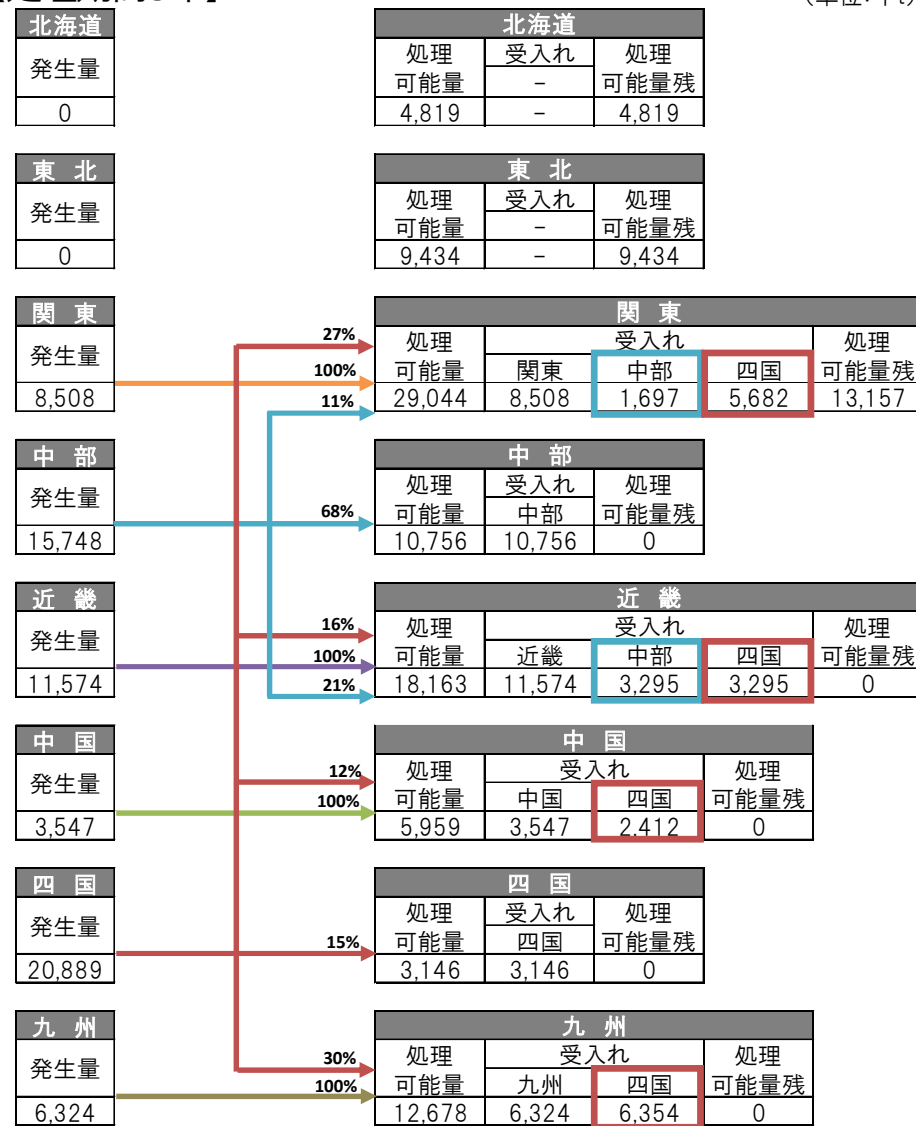 北海道
発生量
0
北海道
処理可能量 受入れ 処理可能量残
－
4,819 － 4,819
東 北
発生量
0
東 北
処理可能量 受入れ 処理可能量残
－
9,434 － 9,434
関 東
発生量
8,508
27%
100%
11%
関 東
処理可能量 受入れ 処理可能量残
関東 中部 四国
29,044 8,508 1,697 5,682 13,157
中 部
発生量
15,748
68%
中 部
処理可能量 受入れ 処理可能量残
中部
10,756 10,756 0
近 畿
発生量
11,574
16%
100%
21%
近 畿
処理可能量 受入れ 処理可能量残
近畿 中部 四国
18,163 11,574 3,295 3,295 0
中 国
発生量
3,547
12%
100%
中 国
処理可能量 受入れ 処理可能量残
中国 四国
5,959 3,547 2,412 0
四 国
発生量
20,889
15%
四 国
処理可能量 受入れ 処理可能量残
四国
3,146 3,146 0
九 州
発生量
6,324
30%
100%
九 州
処理可能量 受入れ 処理可能量残
九州 四国
12,678 6,324 6,354 0